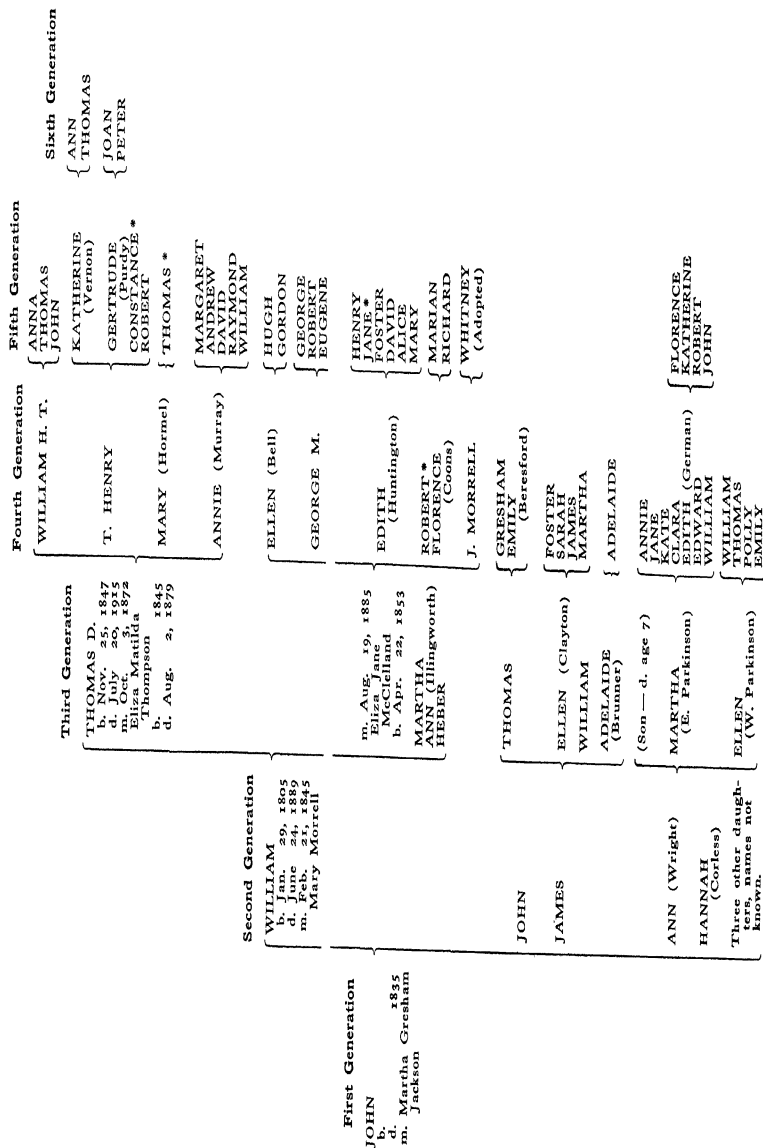 First Generation
JOHN
b.
d. 1835
m. Martha Gresham
Jackson
Second Generation
WILLIAM
b. Jan. 29, 1805
d. June 24, 1889
m. Feb. 21, 1845
Mary Morrell
JOHN
JAMES
ANN (Wright)
HANNAH
(Corless)
Three other daugh-
ters, names not
known.
Third Generation
THOMAS D.
b. Nov. 25, 1847
d. July 20, 1915
m. Oct. 3, 1872
Eliza Matilda
Thompson
b. 1845
d. Aug. 2, 1879
m. Aug. 19, 1885
Eliza Jane
McClelland
b. Apr. 22, 1853
MARTHA
ANN (Illingworth)
HEBER
THOMAS
ELLEN (Clayton)
WILLIAM
ADELAIDE
(Brunner)
(Son — d. age 7)
MARTHA
(E. Parkinson)
ELLEN
(W. Parkinson)
Fourth Generation
WILLIAM H. T.
T. HENRY
MARY (Hormel)
ANNIE (Murray)
ELLEN (Bell)
GEORGE M.
EDITH
(Huntington)
ROBERT *
FLORENCE
(Coons)
J. MORRELL
GRESHAM
EMILY
(Beresford)
FOSTER
SARAH
JAMES
MARTHA
ADELAIDE
ANNIE
JANE
KATE
CLARA
EDITH (German)
EDWARD
WILLIAM
WILLIAM
THOMAS
POLLY
EMILY
Fifth Generation
ANNA
THOMAS
JOHN
KATHERINE
(Vernon)
GERTRUDE
(Purdy)
CONSTANCE *
ROBERT
THOMAS *
MARGARET
ANDREW
DAVID
RAYMOND
WILLIAM
HUGH
GORDON
GEORGE
ROBERT
EUGENE
HENRY
JANE *
FOSTER
DAVID
ALICE
MARY
MARIAN
RICHARD
WHITNEY
(Adopted)
FLORENCE
KATHERINE
ROBERT
JOHN
Sixth Generation
ANN
THOMAS
JOAN
PETER